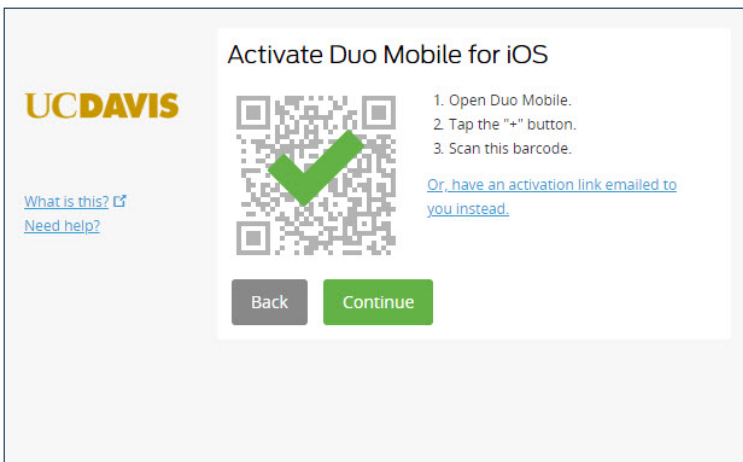 Activate Duo Mobile for iOS
UCDAVIS
What is this?
Need help?
1. Open Duo Mobile.
2. Tap the "+" button.
3. Scan this barcode.
Or, have an activation link emailed to
you instead.
Back
Continue